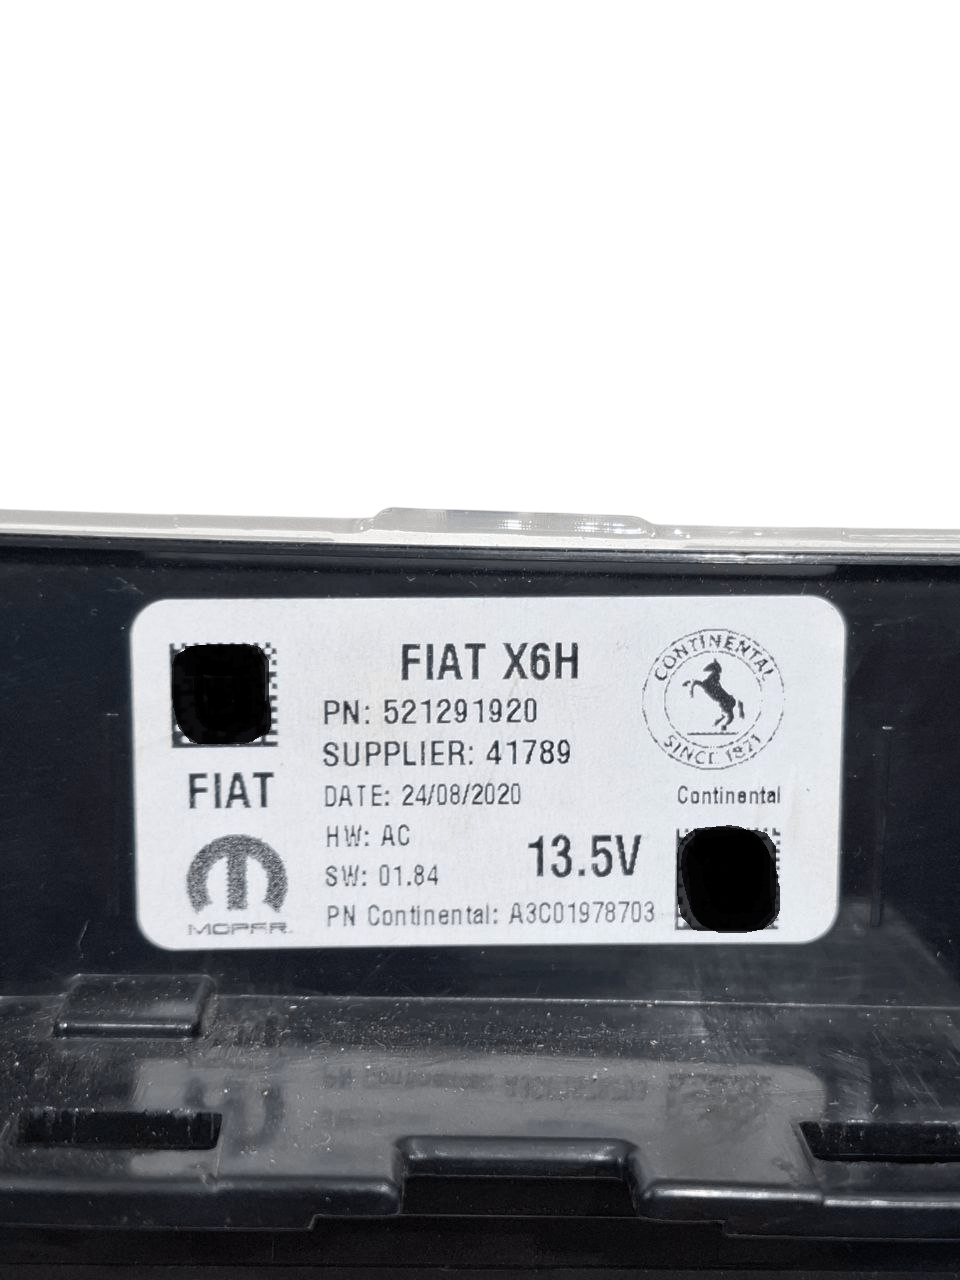 FIAT X6H
PN: 521291920
SUPPLIER: 41789
DATE: 24/08/2020
HW: AC
SW: 01.84
13.5V
PN Continental: A3C01978703
FIAT
MOPAR.
CONTINENTAL
SINCE 1871
Continental